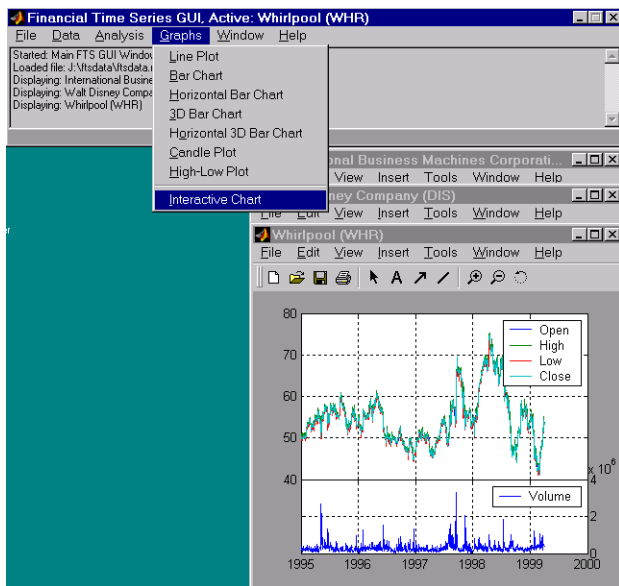 Financial Time Series GUI, Active: Whirlpool (WHR)
File Data Analysis Graphs Window Help
Started: Main FTS GUI Window
Loaded file: J:\ftsdata\ftsdata.
Displaying: International Busine
Displaying: Walt Disney Compa
Displaying: Whirlpool (WHR)
Line Plot
Bar Chart
Horizontal Bar Chart
3D Bar Chart
Horizontal 3D Bar Chart
Candle Plot
High-Low Plot
Interactive Chart
onal Business Machines Corporati...
View Insert Tools Window Help
ney Company (DIS)
File Edit View Insert Tools Window Help
Whirlpool (WHR)
File Edit View Insert Tools Window Help
A
80
70
60
50
40
Open
High
Low
Close
x 10^6
4
2
0
Volume
1995 1996 1997 1998 1999 2000